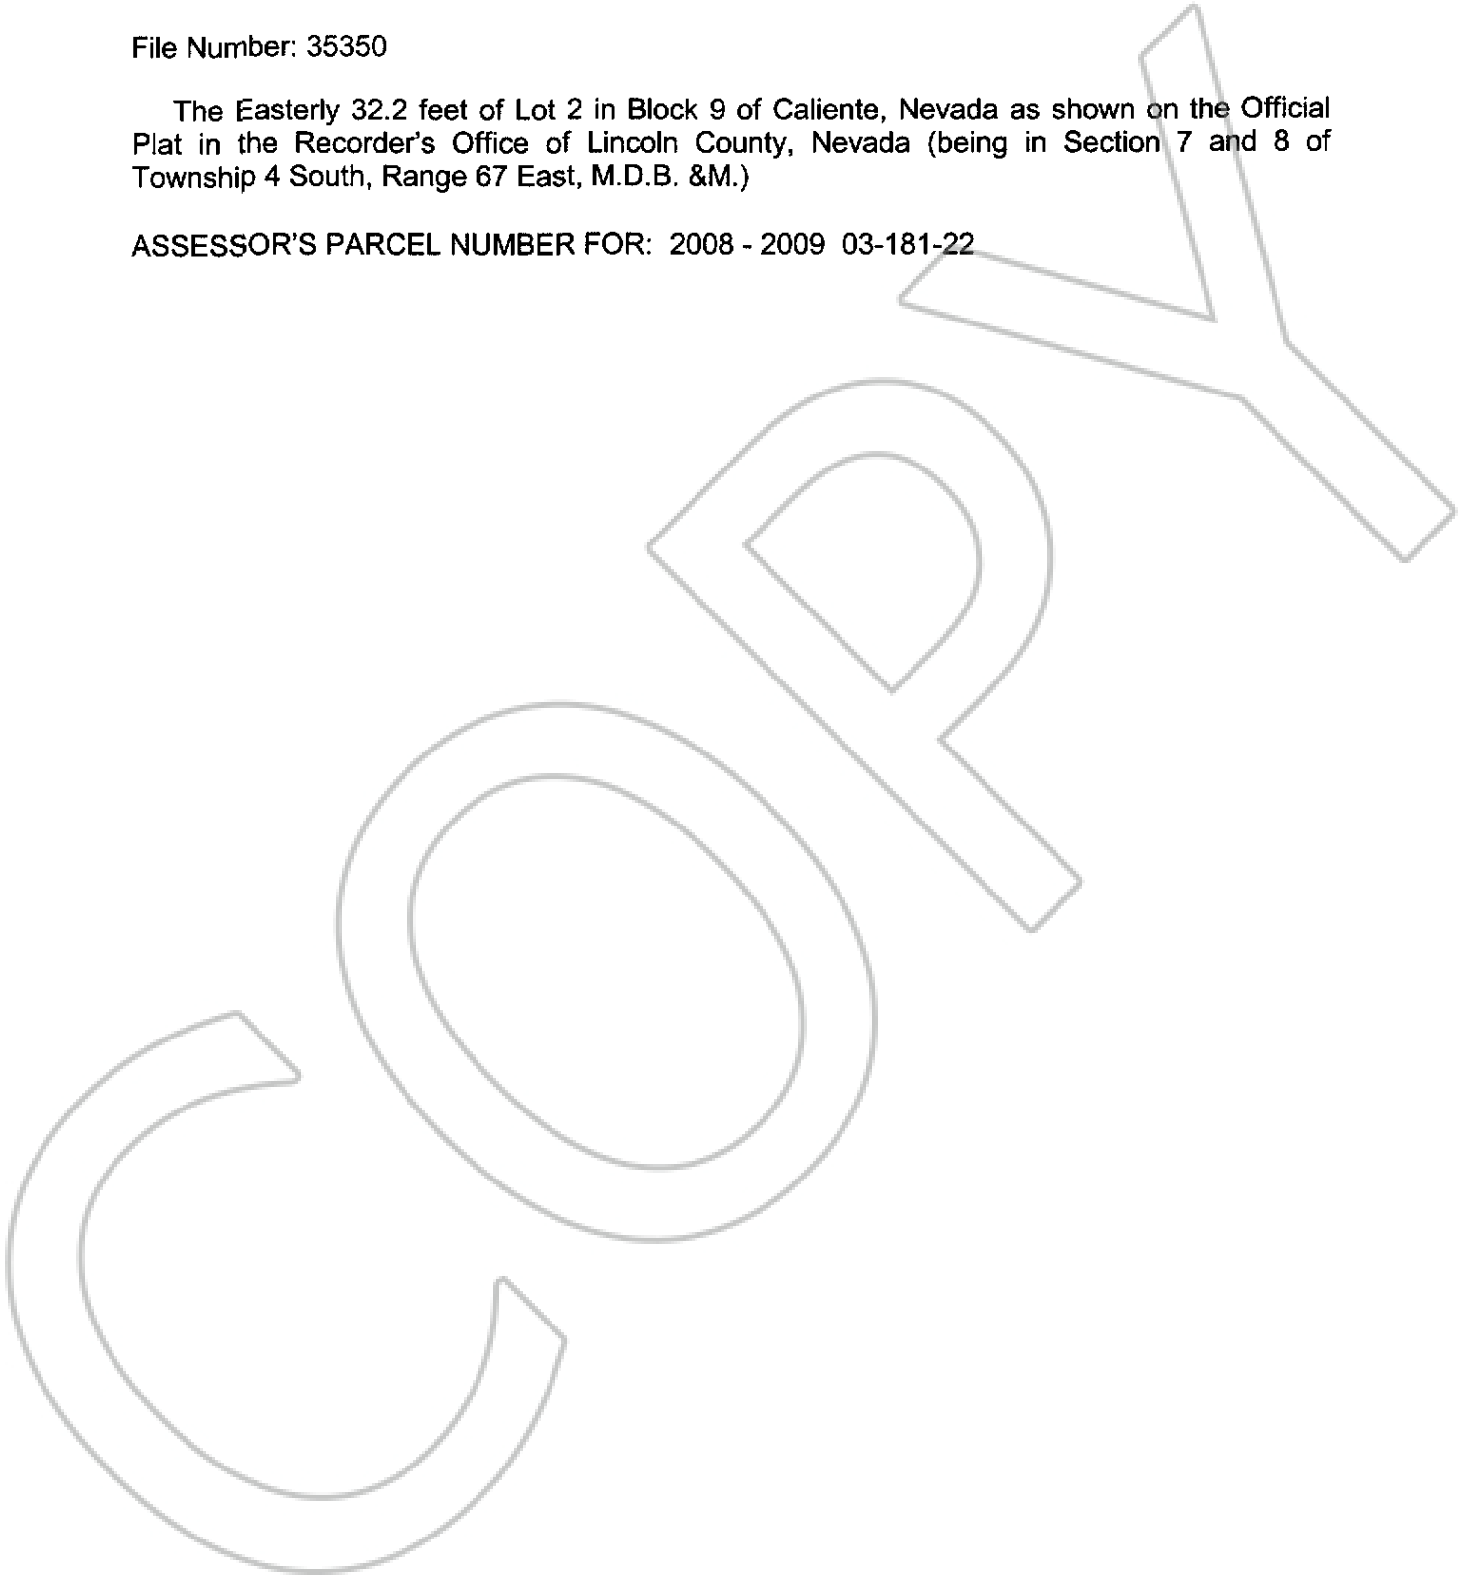 File Number: 35350
The Easterly 32.2 feet of Lot 2 in Block 9 of Caliente, Nevada as shown on the Official
Plat in the Recorder's Office of Lincoln County, Nevada (being in Section 7 and 8 of
Township 4 South, Range 67 East, M.D.B. &M.)
ASSESSOR'S PARCEL NUMBER FOR: 2008 - 2009 03-181-22
COPY